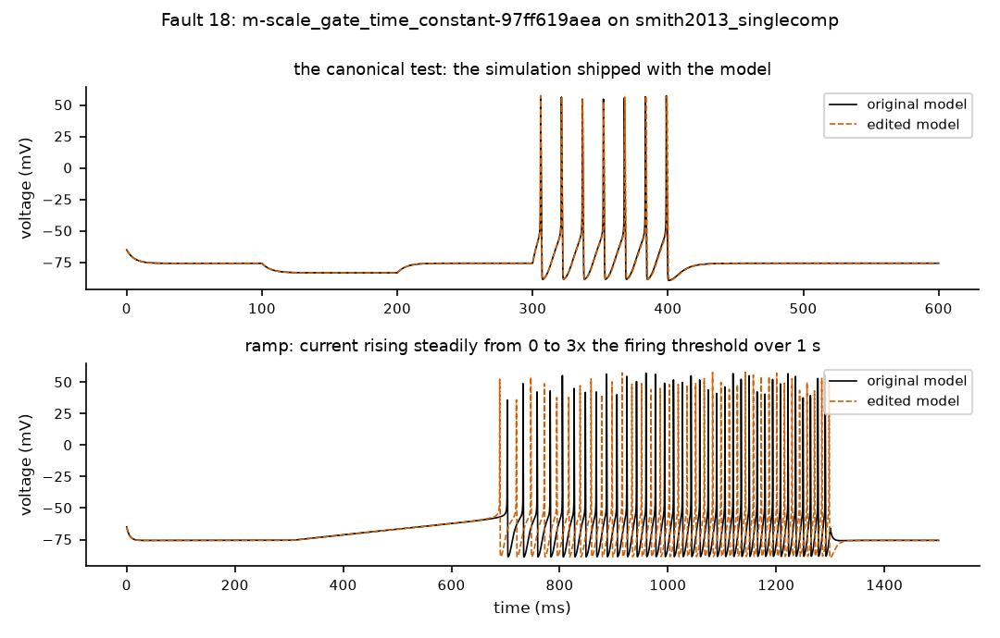 Fault 18: m-scale_gate_time_constant-97ff619aea on smith2013_singlecomp
the canonical test: the simulation shipped with the model
voltage (mV)
50
25
0
−25
−50
−75
original model
edited model
0 100 200 300 400 500 600
ramp: current rising steadily from 0 to 3x the firing threshold over 1 s
voltage (mV)
50
25
0
−25
−50
−75
original model
edited model
0 200 400 600 800 1000 1200 1400
time (ms)